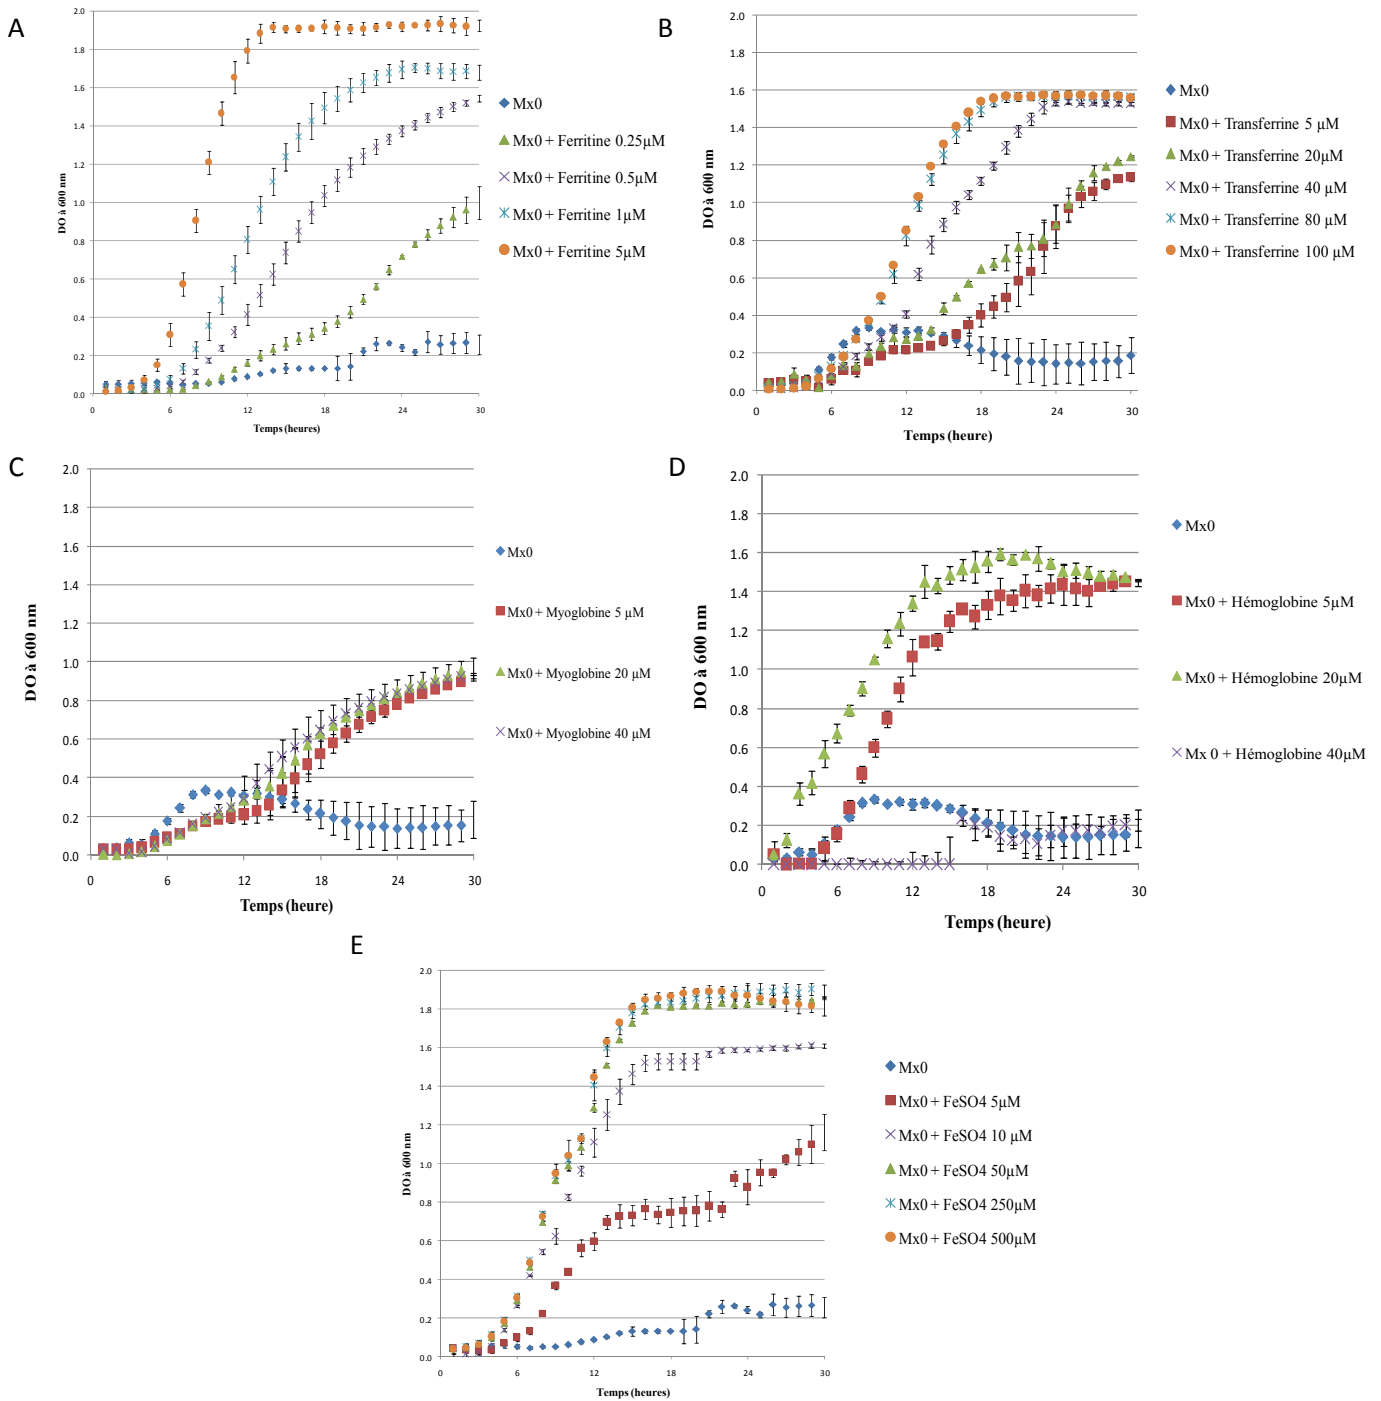 A
DO à 600 nm
2.0
1.8
1.6
1.4
1.2
1.0
0.8
0.6
0.4
0.2
0.0
0 6 12 18 24 30
Temps (heures)
Mx0
Mx0 + Ferritine 0.25µM
Mx0 + Ferritine 0.5µM
Mx0 + Ferritine 1µM
Mx0 + Ferritine 5µM
B
DO à 600 nm
2.0
1.8
1.6
1.4
1.2
1.0
0.8
0.6
0.4
0.2
0.0
0 6 12 18 24 30
Temps (heure)
Mx0
Mx0 + Transferrine 5 µM
Mx0 + Transferrine 20µM
Mx0 + Transferrine 40 µM
Mx0 + Transferrine 80 µM
Mx0 + Transferrine 100 µM
C
DO à 600 nm
2.0
1.8
1.6
1.4
1.2
1.0
0.8
0.6
0.4
0.2
0.0
0 6 12 18 24 30
Temps (heure)
Mx0
Mx0 + Myoglobine 5 µM
Mx0 + Myoglobine 20 µM
Mx0 + Myoglobine 40 µM
D
DO à 600 nm
2.0
1.8
1.6
1.4
1.2
1.0
0.8
0.6
0.4
0.2
0.0
0 6 12 18 24 30
Temps (heure)
Mx0
Mx0 + Hémoglobine 5µM
Mx0 + Hémoglobine 20µM
Mx 0 + Hémoglobine 40µM
E
DO à 600 nm
2.0
1.8
1.6
1.4
1.2
1.0
0.8
0.6
0.4
0.2
0.0
0 6 12 18 24 30
Temps (heures)
Mx0
Mx0 + FeSO4 5µM
Mx0 + FeSO4 10 µM
Mx0 + FeSO4 50µM
Mx0 + FeSO4 250µM
Mx0 + FeSO4 500µM